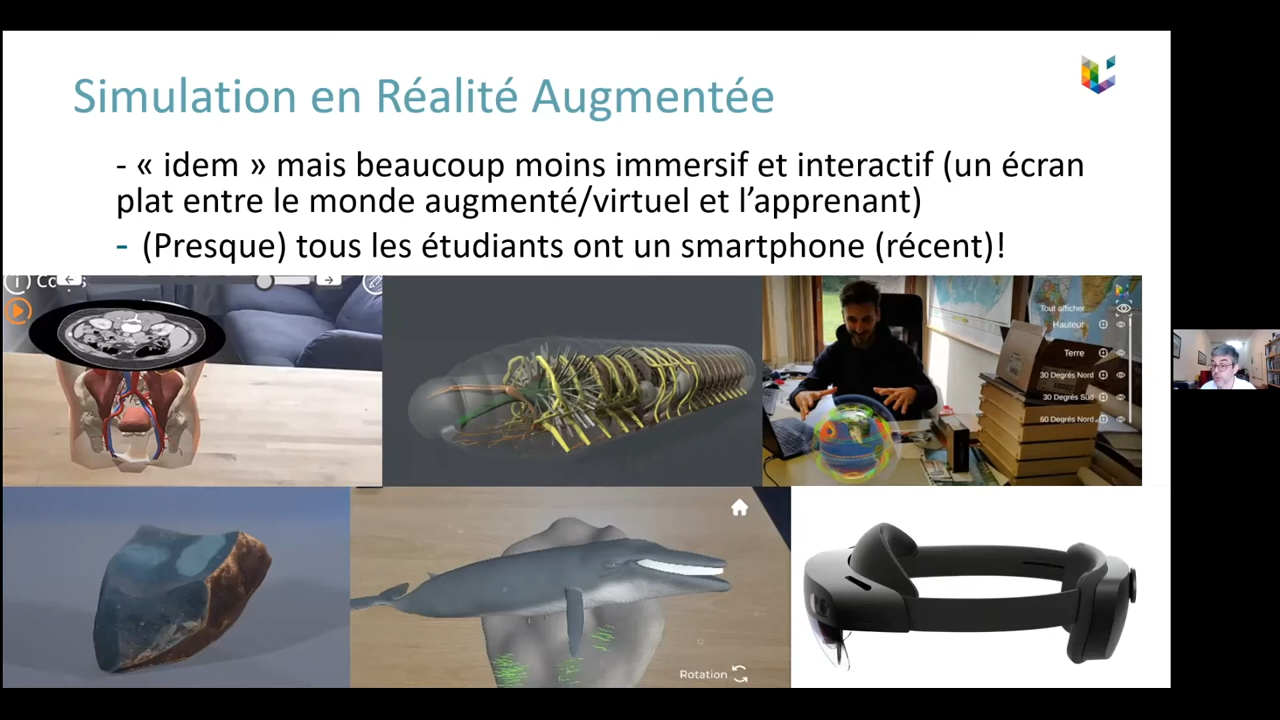 Simulation en Réalité Augmentée
- « idem » mais beaucoup moins immersif et interactif (un écran
plat entre le monde augmenté/virtuel et l’apprenant)
- (Presque) tous les étudiants ont un smartphone (récent)!
Tout afficher
Hauteur
Terre
30 Degrés Nord
30 Degrés Sud
60 Degrés Nord
Rotation